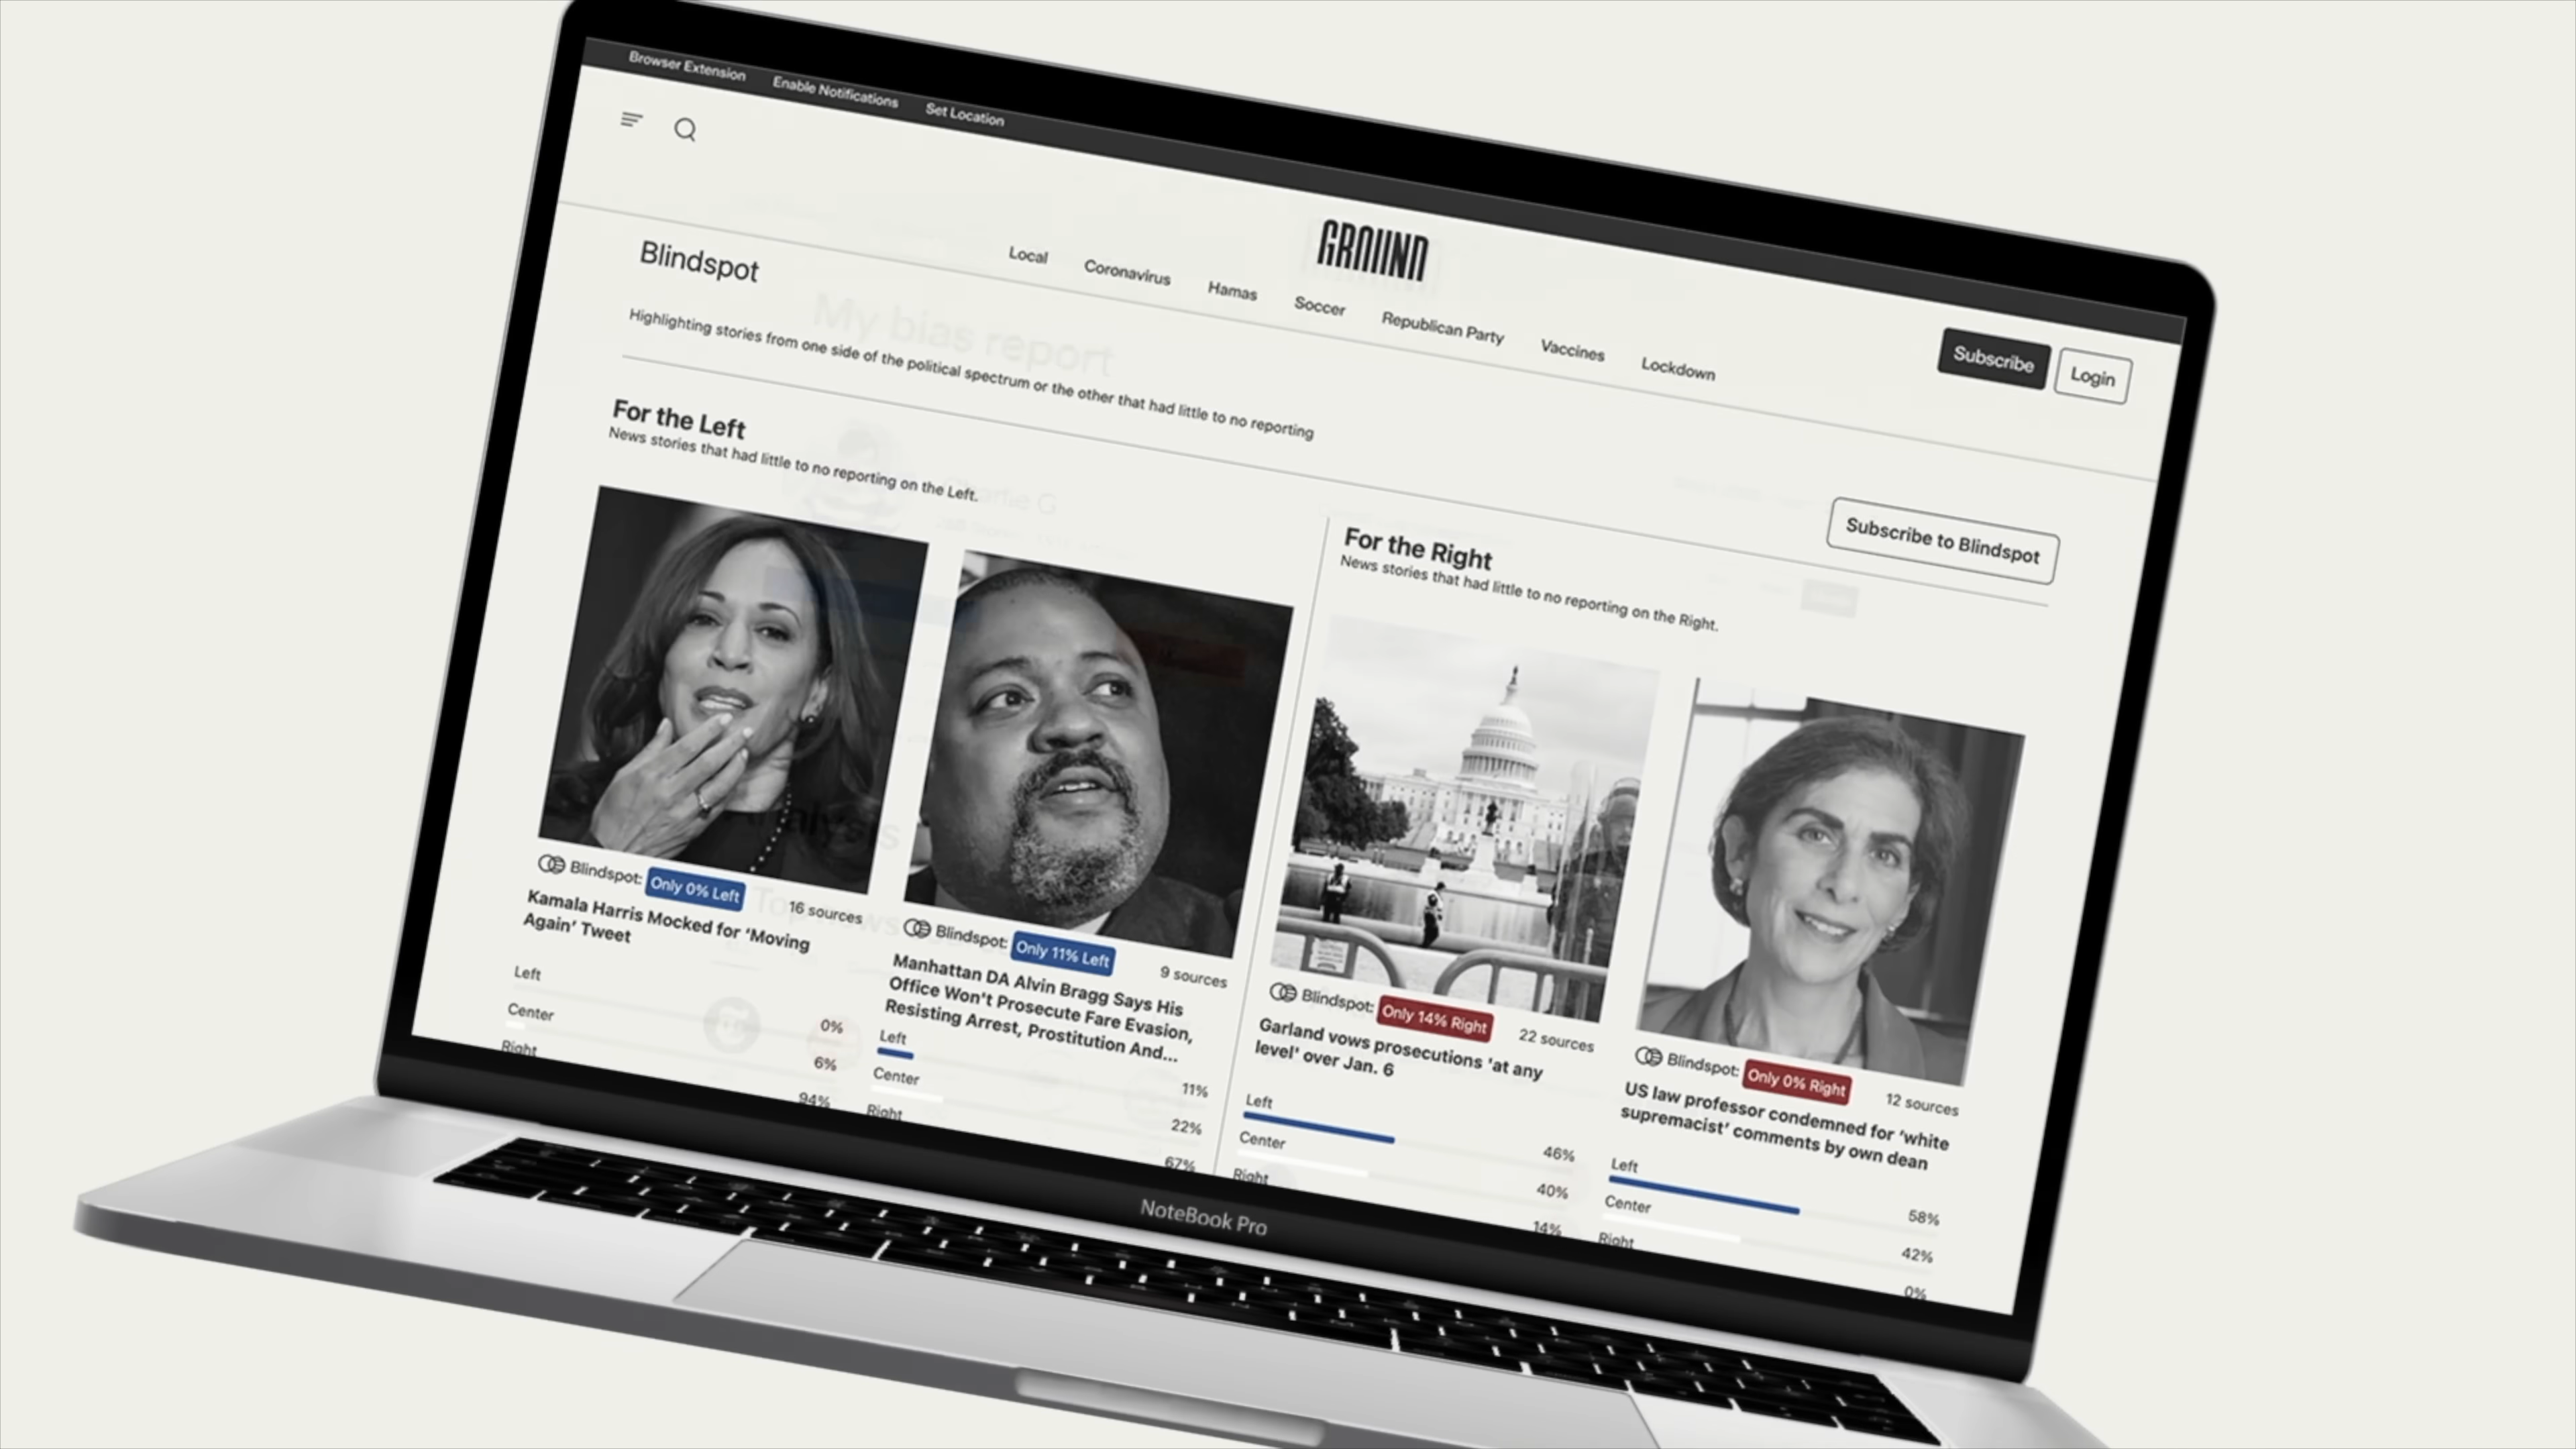 Browser Extension Enable Notifications Set Location
GROUND
Local Coronavirus Hamas Soccer Republican Party Vaccines Lockdown
Subscribe Login
Blindspot
Highlighting stories from one side of the political spectrum or the other that had little to no reporting
Subscribe to Blindspot
My bias report
For the Left
News stories that had little to no reporting on the Left.
Charlie G
Blindspot: Only 0% Left 16 sources
Kamala Harris Mocked for ‘Moving
Again’ Tweet
Left 0%
Center 6%
Right 94%
Blindspot: Only 11% Left 9 sources
Manhattan DA Alvin Bragg Says His
Office Won't Prosecute Fare Evasion,
Resisting Arrest, Prostitution And...
Left 11%
Center 22%
Right 67%
For the Right
News stories that had little to no reporting on the Right.
Blindspot: Only 14% Right 22 sources
Garland vows prosecutions 'at any
level' over Jan. 6
Left 46%
Center 40%
Right 14%
Blindspot: Only 0% Right 12 sources
US law professor condemned for ‘white
supremacist’ comments by own dean
Left 58%
Center 42%
Right 0%
NoteBook Pro